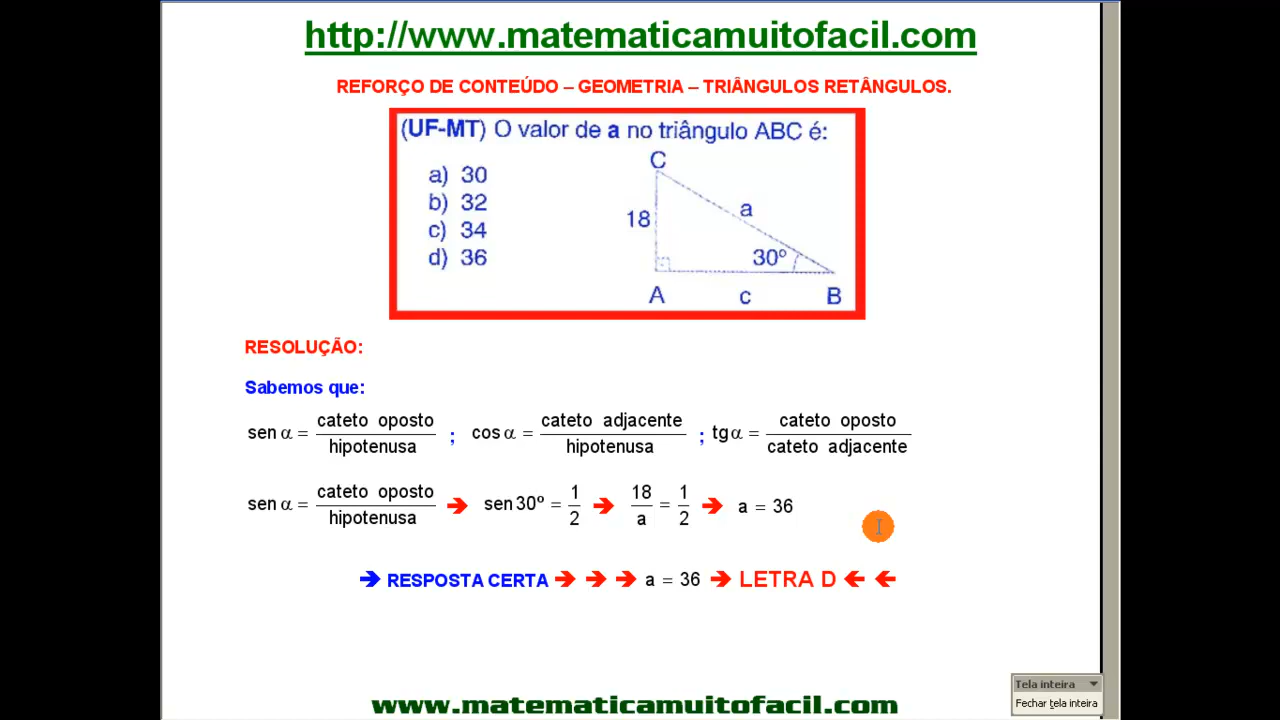 http://www.matematicamuitofacil.com
REFORÇO DE CONTEÚDO – GEOMETRIA – TRIÂNGULOS RETÂNGULOS.
(UF-MT) O valor de a no triângulo ABC é:
a) 30
b) 32
c) 34
d) 36
C
18
a
30º
A
c
B
RESOLUÇÃO:
Sabemos que:
sen α = cateto oposto / hipotenusa ; cos α = cateto adjacente / hipotenusa ; tg α = cateto oposto / cateto adjacente
sen α = cateto oposto / hipotenusa ➔ sen 30º = 1/2 ➔ 18/a = 1/2 ➔ a = 36
➔ RESPOSTA CERTA ➔ ➔ ➔ a = 36 ➔ LETRA D 🡰 🡰
www.matematicamuitofacil.com
Tela inteira
Fechar tela inteira